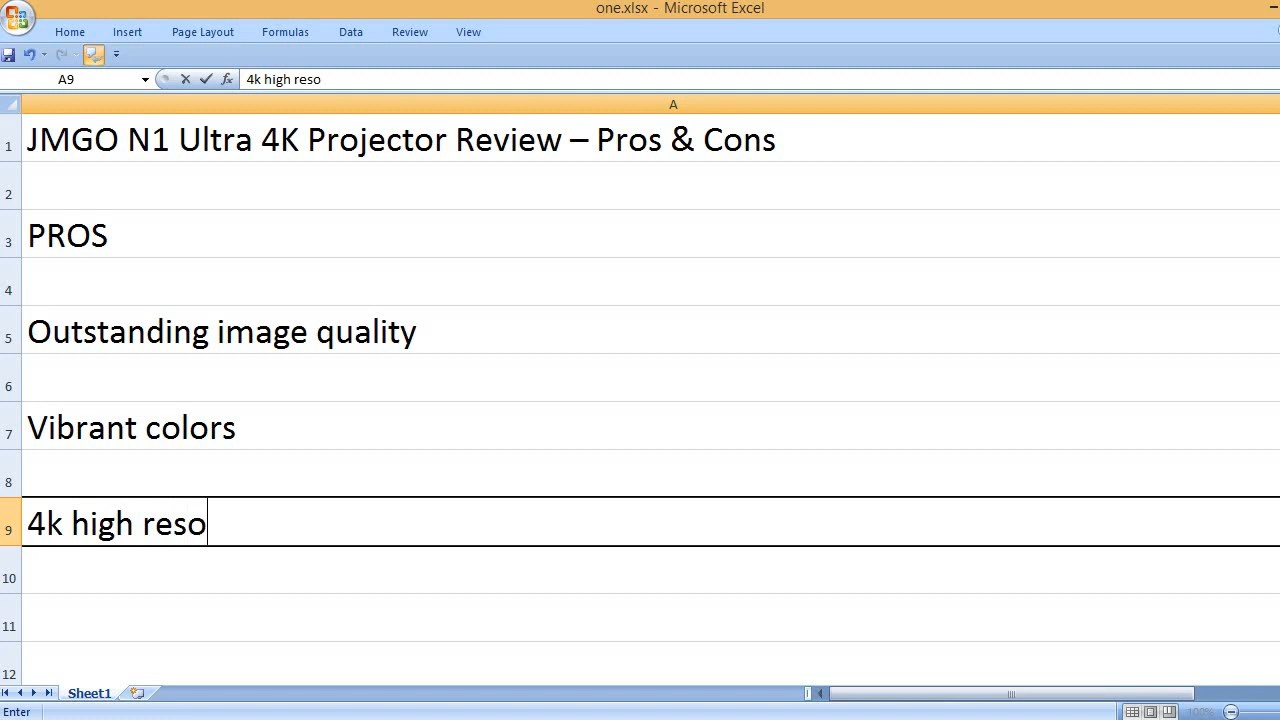 one.xlsx - Microsoft Excel
Home Insert Page Layout Formulas Data Review View
A9 fx 4k high reso
A
1 JMGO N1 Ultra 4K Projector Review – Pros & Cons
2
3 PROS
4
5 Outstanding image quality
6
7 Vibrant colors
8
9 4k high reso
10
11
12
Sheet1
Enter 100%